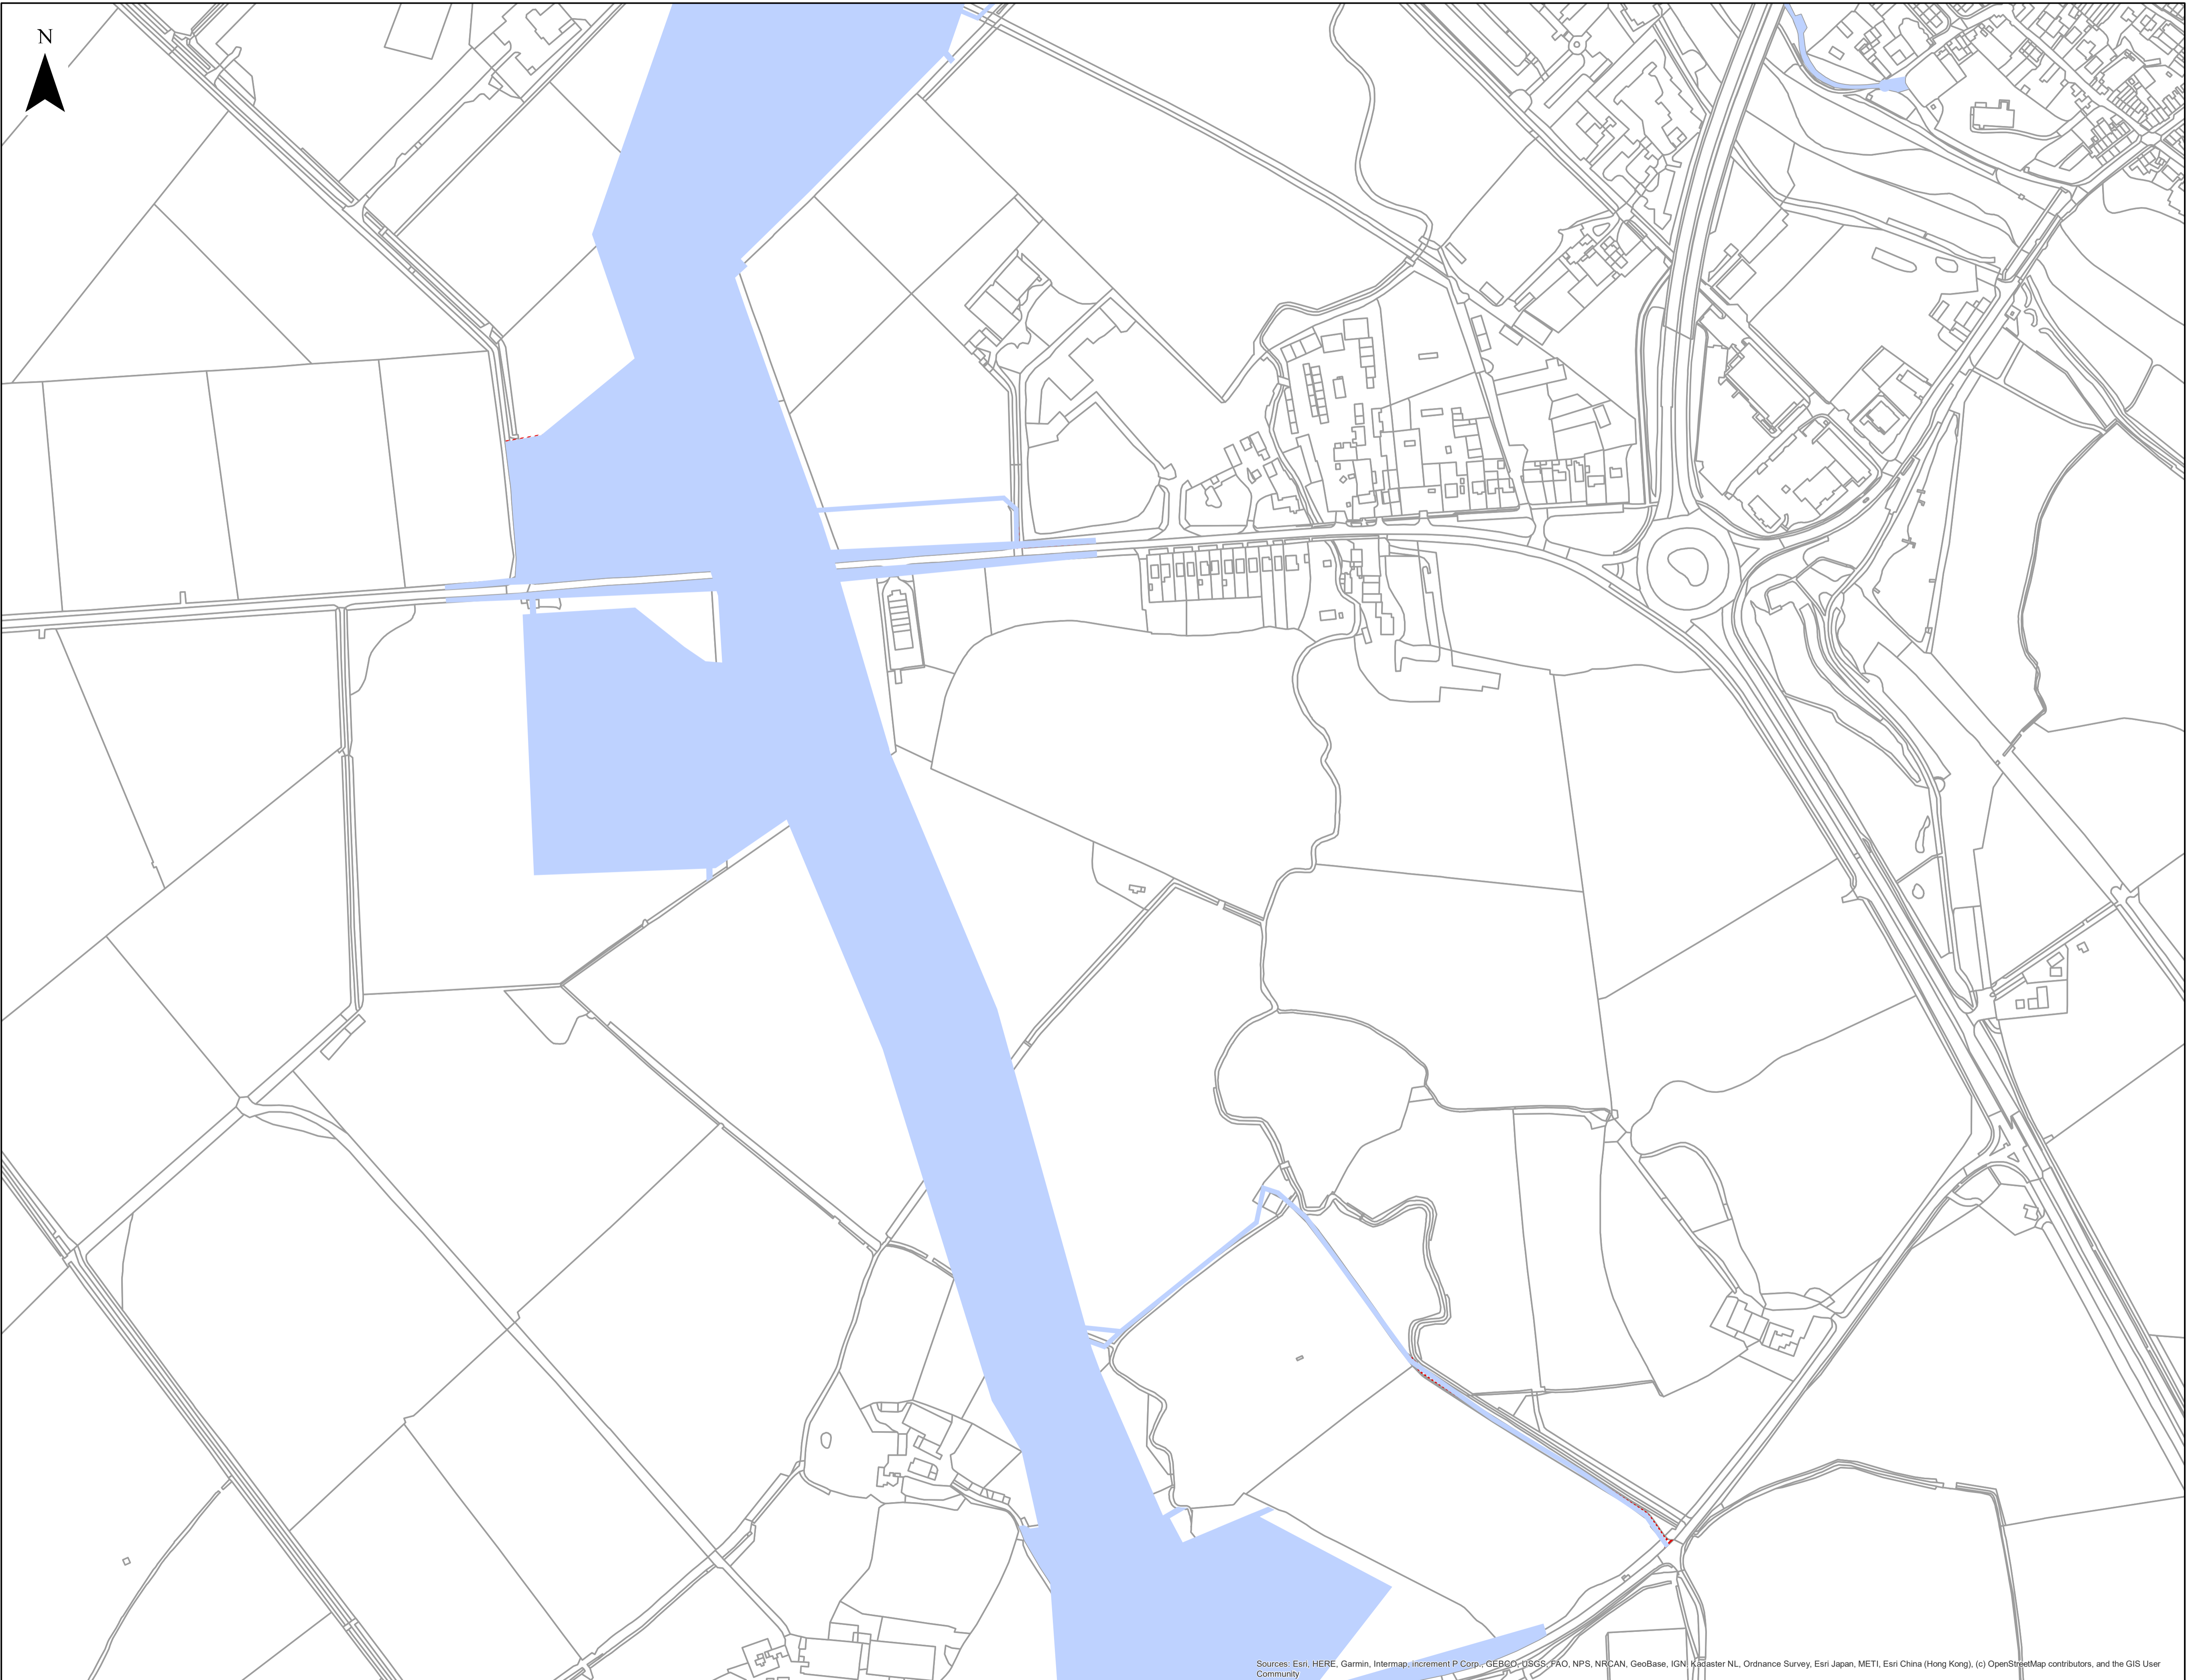 N
Sources: Esri, HERE, Garmin, Intermap, increment P Corp., GEBCO, USGS, FAO, NPS, NRCAN, GeoBase, IGN, Kadaster NL, Ordnance Survey, Esri Japan, METI, Esri China (Hong Kong), (c) OpenStreetMap contributors, and the GIS User
Community